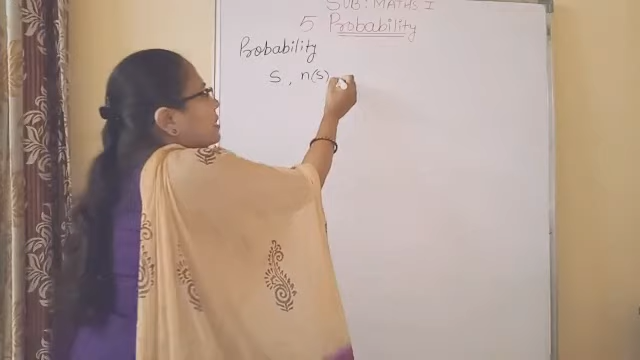 SUB: MATHS I
5 Probability
Probability
S, n(S)